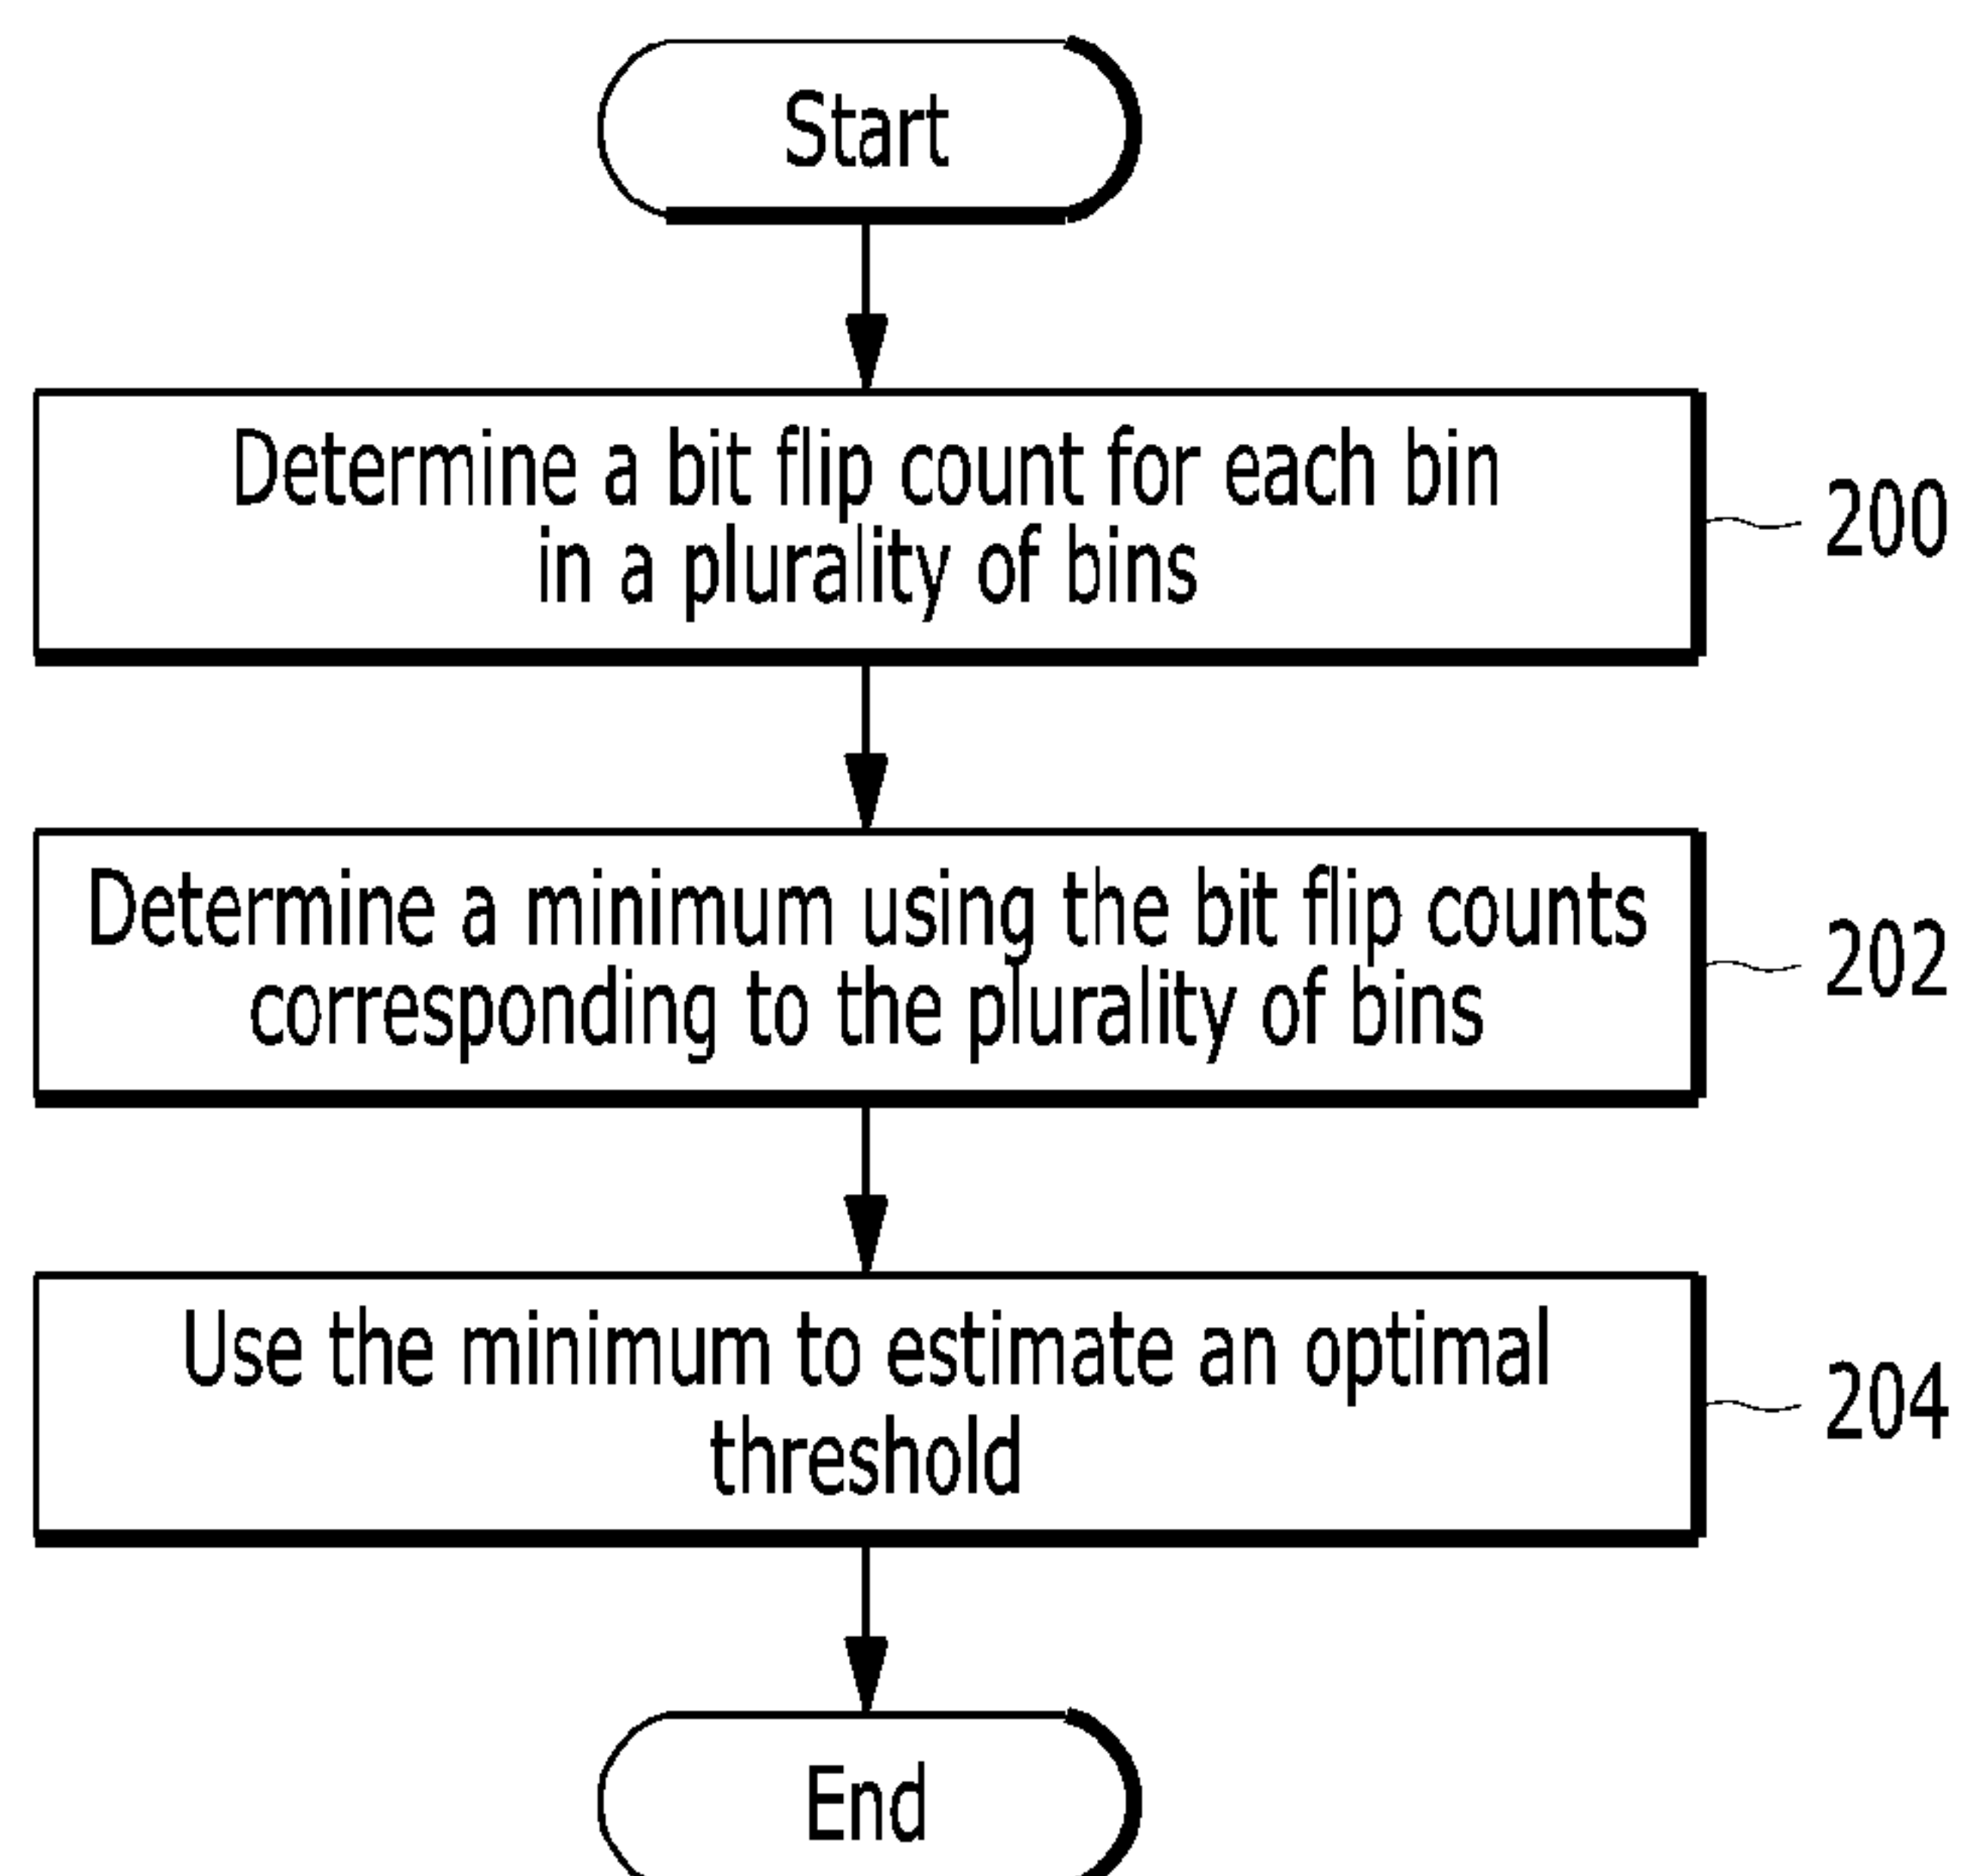 Start
Determine a bit flip count for each bin
in a plurality of bins
200
Determine a minimum using the bit flip counts
corresponding to the plurality of bins
202
Use the minimum to estimate an optimal
threshold
204
End